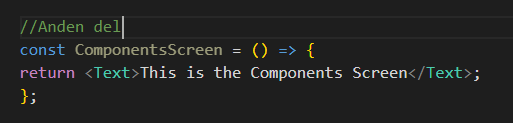 //Anden del
const ComponentsScreen = () => {
return <Text>This is the Components Screen</Text>;
};